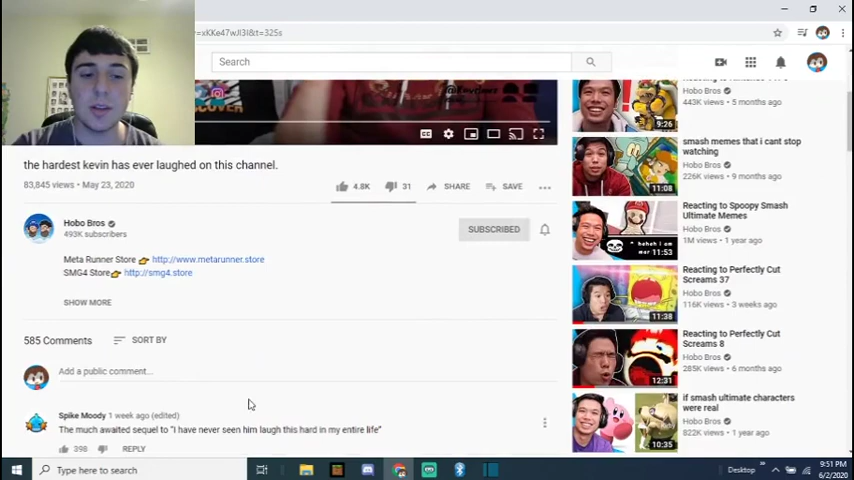 =xKKe47wJl3I&t=325s
Search
@
the hardest kevin has ever laughed on this channel.
83,845 views • May 23, 2020
4.8K
31
SHARE
SAVE
Hobo Bros
493K subscribers
SUBSCRIBED
Meta Runner Store http://www.metarunner.store
SMG4 Store http://smg4.store
SHOW MORE
585 Comments
SORT BY
Add a public comment...
Spike Moody 1 week ago (edited)
The much awaited sequel to "I have never seen him laugh this hard in my entire life"
398
REPLY
9:26
Hobo Bros
443K views • 5 months ago
11:08
smash memes that i cant stop
watching
Hobo Bros
226K views • 9 months ago
11:53
Reacting to Spoopy Smash
Ultimate Memes
Hobo Bros
1M views • 1 year ago
11:38
Reacting to Perfectly Cut
Screams 37
Hobo Bros
116K views • 3 weeks ago
12:31
Reacting to Perfectly Cut
Screams 8
Hobo Bros
285K views • 6 months ago
10:35
if smash ultimate characters
were real
Hobo Bros
822K views • 1 year ago
Type here to search
Desktop
9:51 PM
6/2/2020